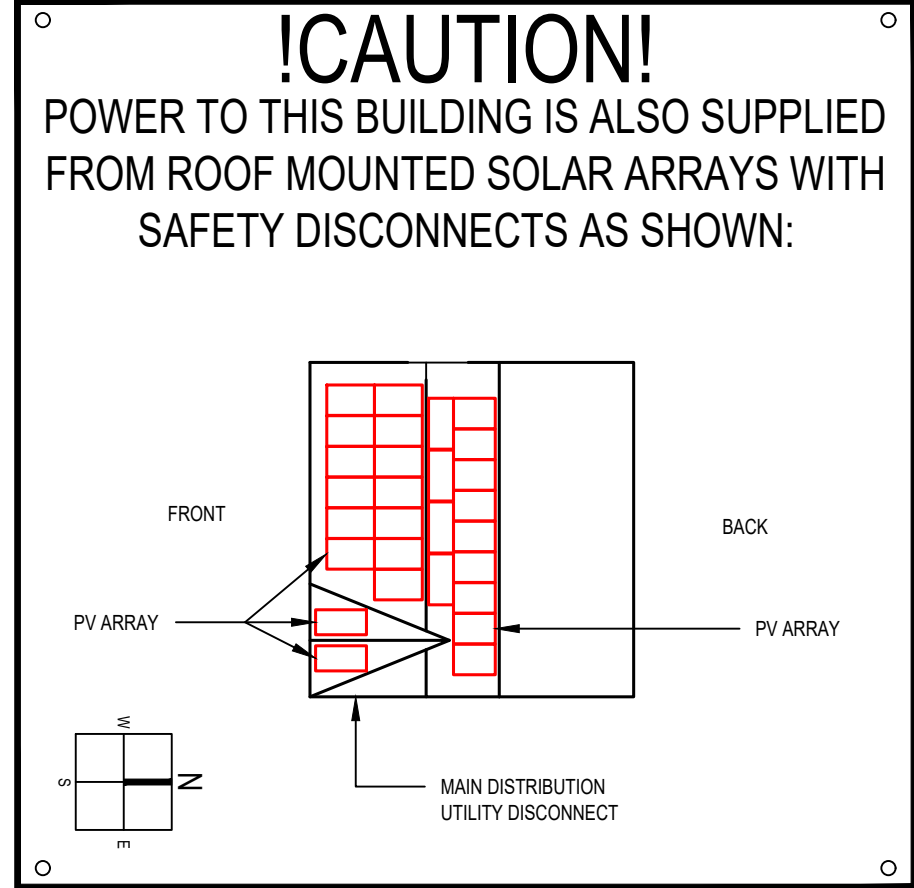 !CAUTION!
POWER TO THIS BUILDING IS ALSO SUPPLIED
FROM ROOF MOUNTED SOLAR ARRAYS WITH
SAFETY DISCONNECTS AS SHOWN:
FRONT
BACK
PV ARRAY
PV ARRAY
W
S
N
E
MAIN DISTRIBUTION
UTILITY DISCONNECT